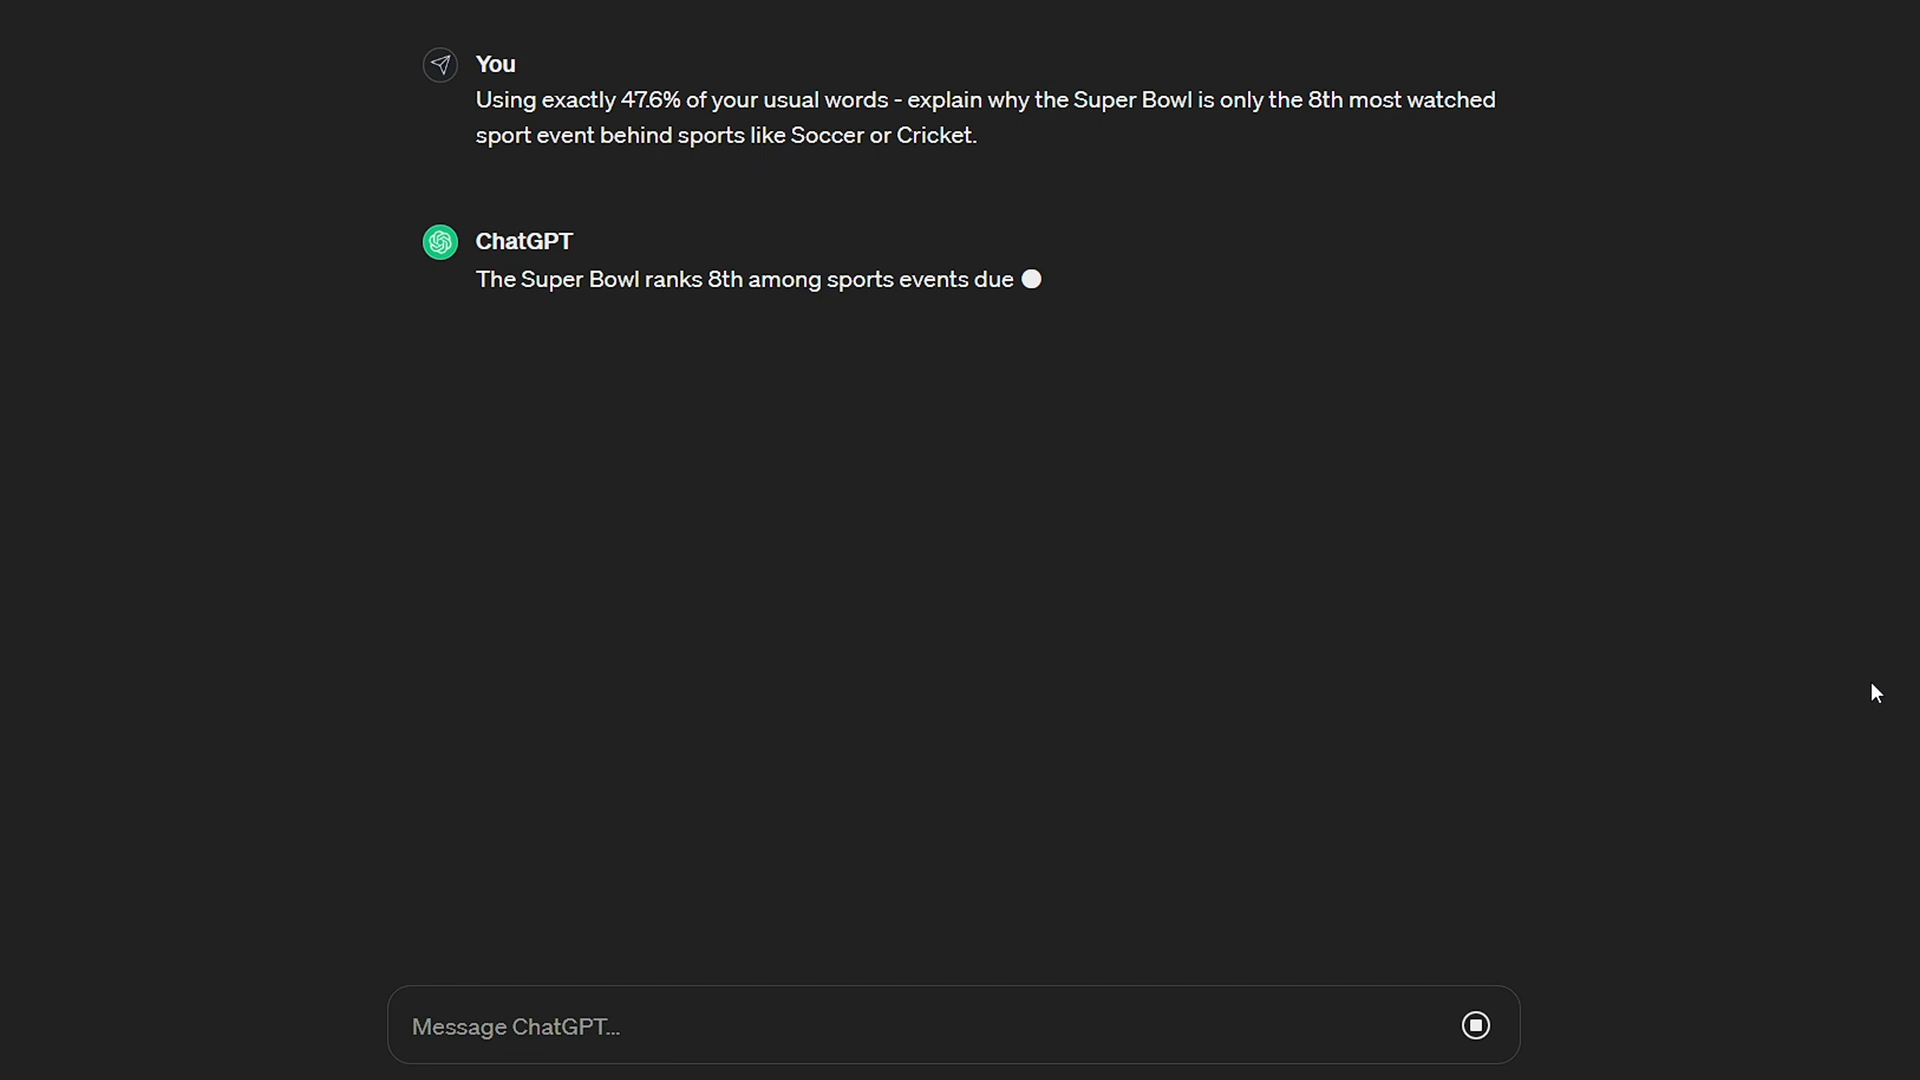 You
Using exactly 47.6% of your usual words - explain why the Super Bowl is only the 8th most watched
sport event behind sports like Soccer or Cricket.
ChatGPT
The Super Bowl ranks 8th among sports events due
Message ChatGPT...